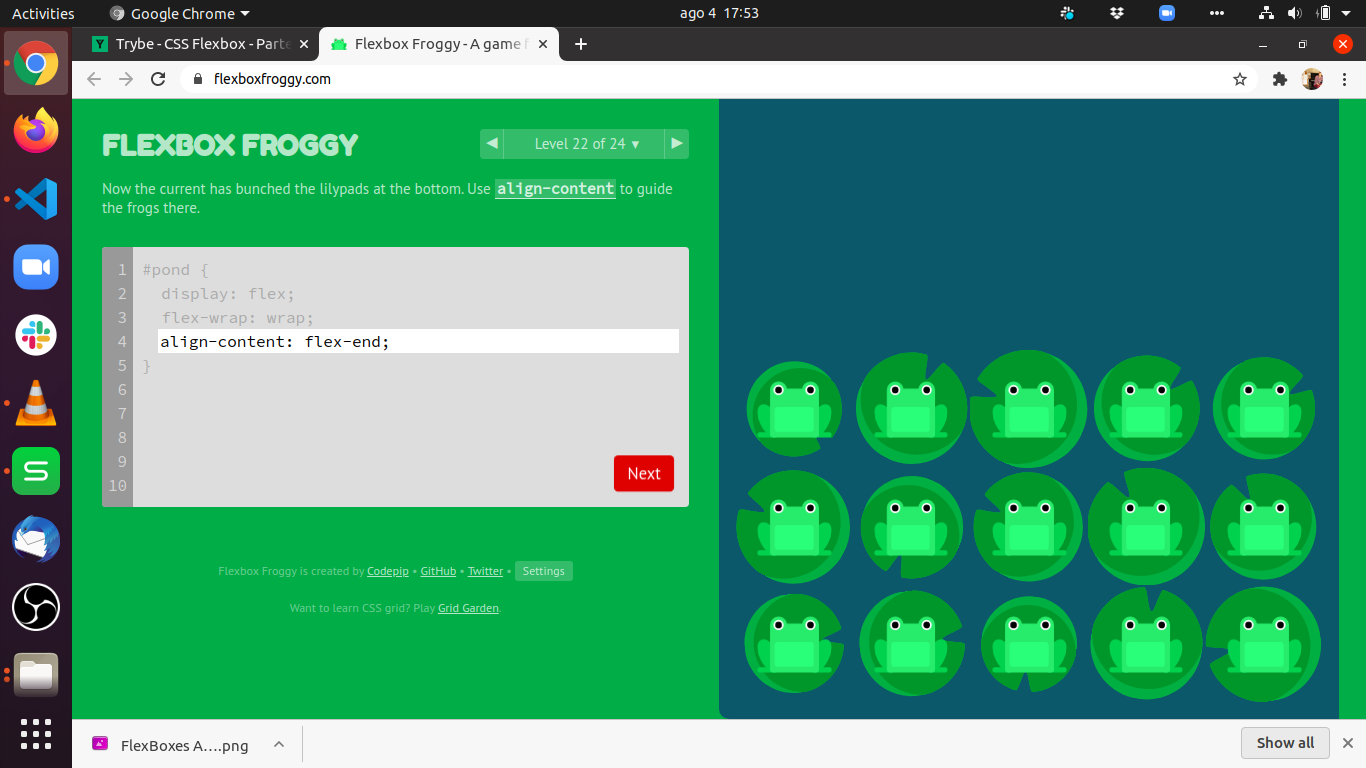 Activities
Google Chrome
ago 4 17:53
Trybe - CSS Flexbox - Parte
Flexbox Froggy - A game f
flexboxfroggy.com
FLEXBOX FROGGY
◀ Level 22 of 24 ▾ ▶
Now the current has bunched the lilypads at the bottom. Use align-content to guide
the frogs there.
1 #pond {
2 display: flex;
3 flex-wrap: wrap;
4 align-content: flex-end;
5 }
6
7
8
9
10
Next
Flexbox Froggy is created by Codepip • GitHub • Twitter • Settings
Want to learn CSS grid? Play Grid Garden.
FlexBoxes A....png
Show all